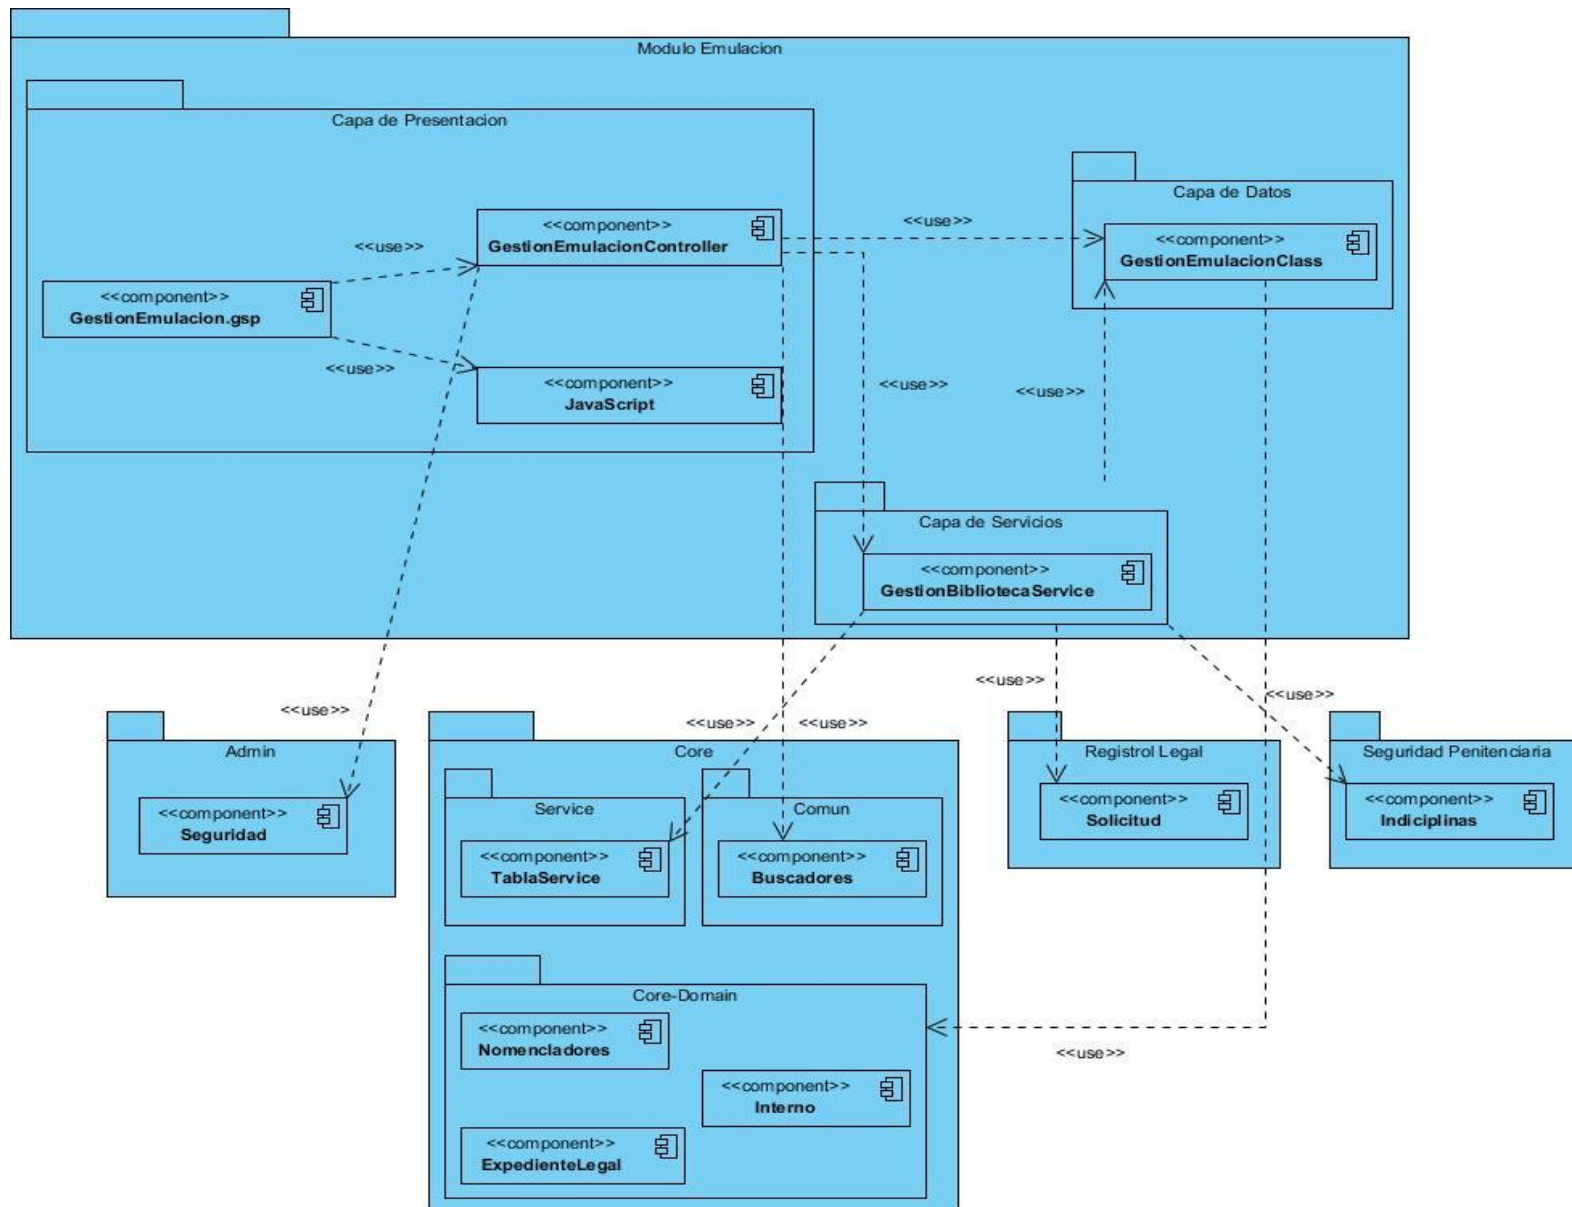 Modulo Emulacion
Capa de Presentacion
Capa de Datos
<<component>>
GestionEmulacionController
<<use>>
<<component>>
GestionEmulacionClass
<<use>>
<<component>>
GestionEmulacion.gsp
<<use>>
<<component>>
JavaScript
<<use>>
<<use>>
Capa de Servicios
<<component>>
GestionBibliotecaService
<<use>>
<<use>>
<<use>>
<<use>>
<<use>>
Admin
<<component>>
Seguridad
Core
Service
<<component>>
TablaService
Comun
<<component>>
Buscadores
Registrol Legal
<<component>>
Solicitud
Seguridad Penitenciaria
<<component>>
Indiciplinas
Core-Domain
<<component>>
Nomencladores
<<component>>
Interno
<<component>>
ExpedienteLegal
<<use>>